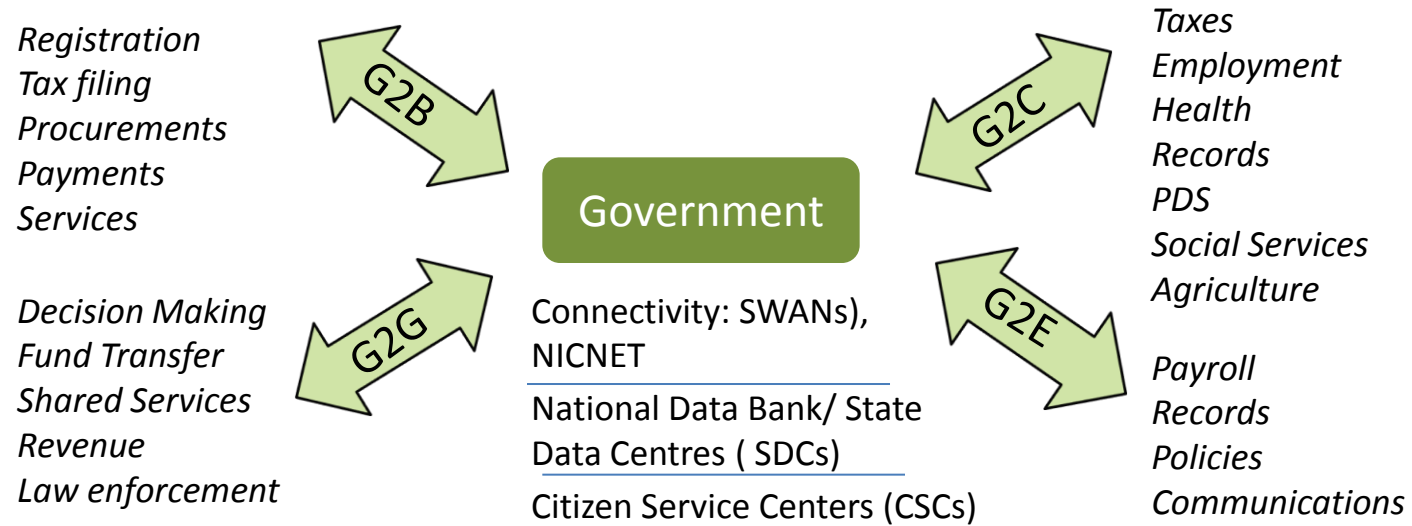 Registration
Tax filing
Procurements
Payments
Services
G2B
G2C
Taxes
Employment
Health
Records
PDS
Social Services
Agriculture
Government
Decision Making
Fund Transfer
Shared Services
Revenue
Law enforcement
G2G
Connectivity: SWANs),
NICNET
National Data Bank/ State
Data Centres ( SDCs)
Citizen Service Centers (CSCs)
G2E
Payroll
Records
Policies
Communications